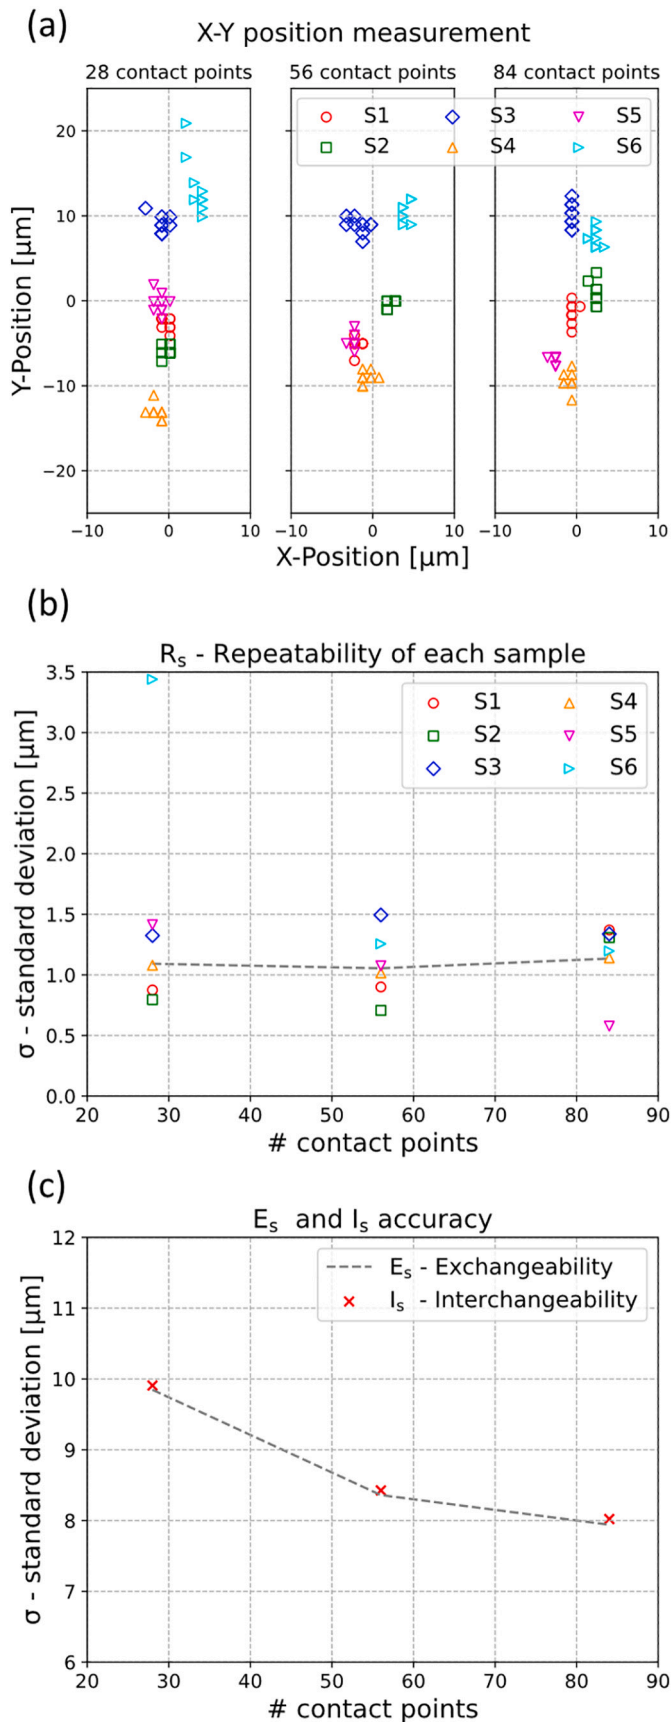 (a)
X-Y position measurement
28 contact points 56 contact points 84 contact points
S1 S3 S5
S2 S4 S6
20
10
0
−10
−20
Y-Position [μm]
−10 0 10 −10 0 10 −10 0 10
X-Position [μm]
(b)
Rs - Repeatability of each sample
S1 S4
S2 S5
S3 S6
3.5
3.0
2.5
2.0
1.5
1.0
0.5
0.0
σ - standard deviation [μm]
20 30 40 50 60 70 80 90
# contact points
(c)
Es and Is accuracy
Es - Exchangeability
Is - Interchangeability
12
11
10
9
8
7
6
σ - standard deviation [μm]
20 30 40 50 60 70 80 90
# contact points